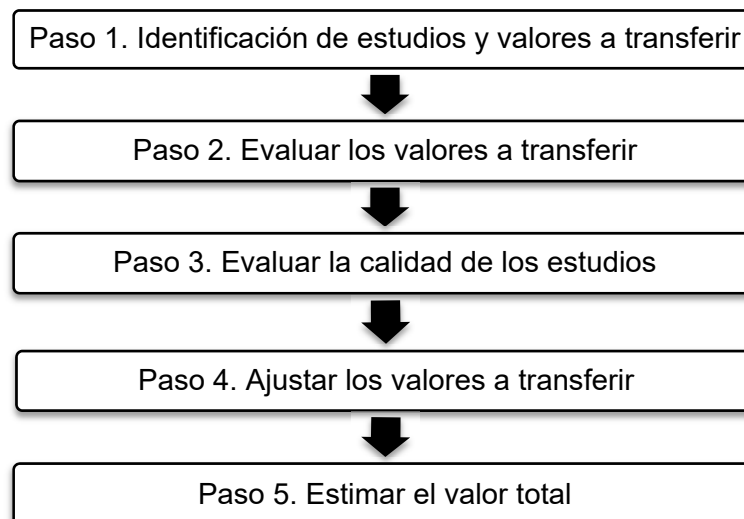 Paso 1. Identificación de estudios y valores a transferir
Paso 2. Evaluar los valores a transferir
Paso 3. Evaluar la calidad de los estudios
Paso 4. Ajustar los valores a transferir
Paso 5. Estimar el valor total